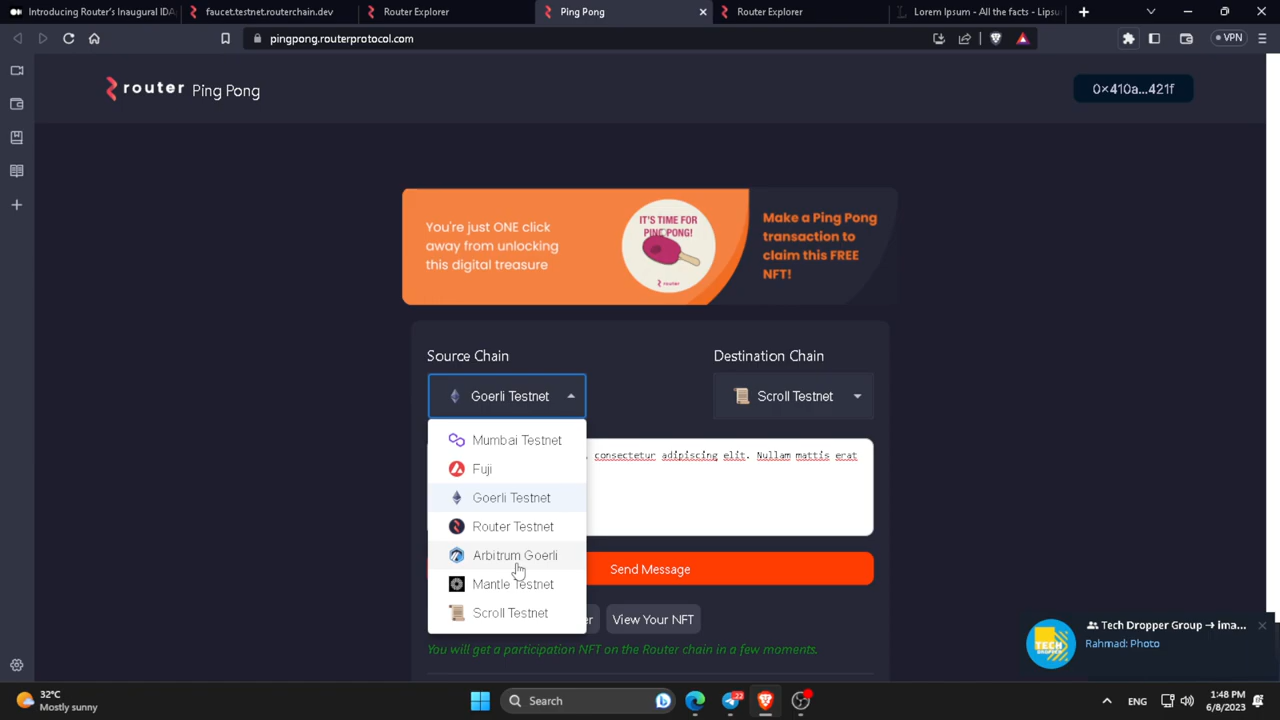 Introducing Router's Inaugural IDA
faucet.testnet.routerchain.dev
Router Explorer
Ping Pong
Router Explorer
Lorem Ipsum - All the facts - Lipsu
pingpong.routerprotocol.com
VPN
router Ping Pong
0x410a...421f
You're just ONE click
away from unlocking
this digital treasure
IT'S TIME FOR
PING PONG!
router
Make a Ping Pong
transaction to
claim this FREE
NFT!
Source Chain
Destination Chain
Goerli Testnet
Scroll Testnet
Mumbai Testnet
Fuji
Goerli Testnet
Router Testnet
Arbitrum Goerli
Mantle Testnet
Scroll Testnet
consectetur adipiscing elit. Nullam mattis erat
Send Message
er
View Your NFT
You will get a participation NFT on the Router chain in a few moments.
Tech Dropper Group → ima...
Rahmad: Photo
TECH
DROPPER
32°C
Mostly sunny
Search
23
ENG
1:48 PM
6/8/2023